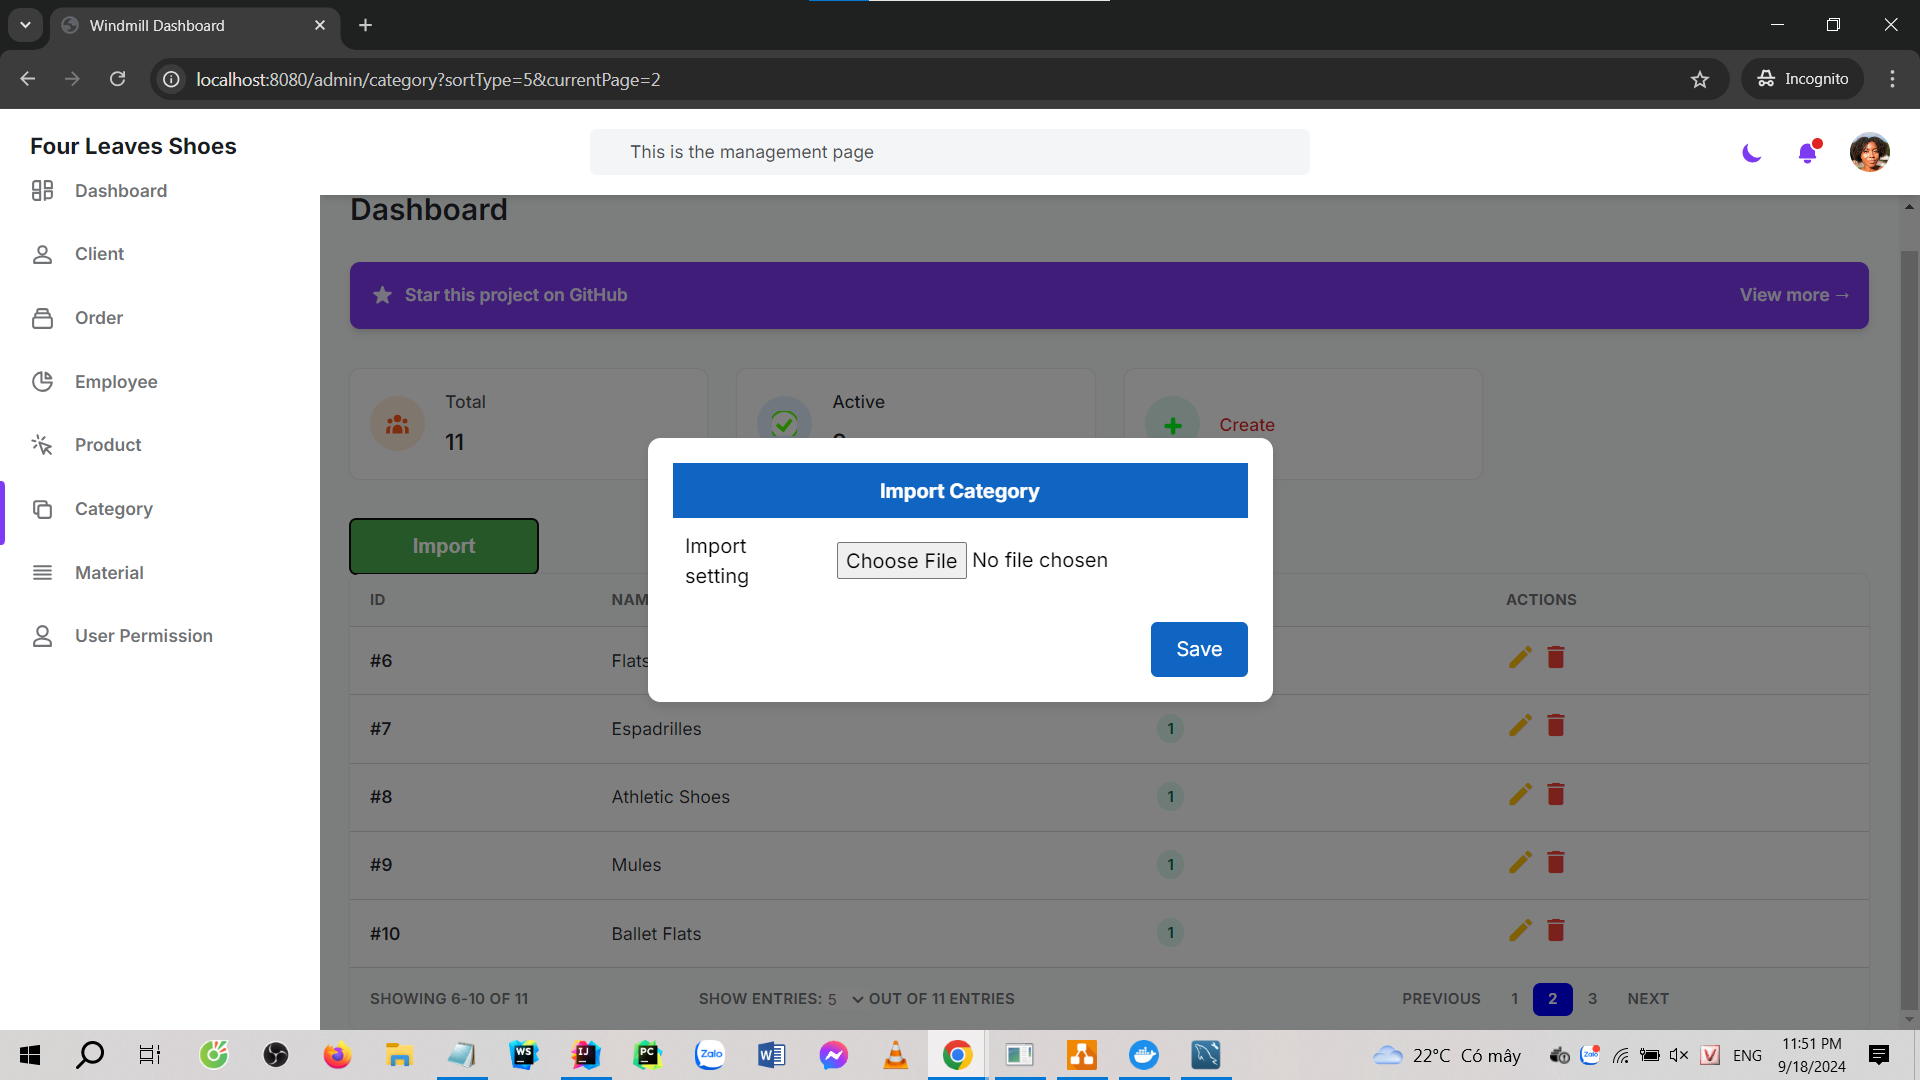 Windmill Dashboard
localhost:8080/admin/category?sortType=5&currentPage=2
Incognito
Four Leaves Shoes
This is the management page
Dashboard
Client
Order
Employee
Product
Category
Material
User Permission
Dashboard
Star this project on GitHub
View more →
Total
11
Active
Create
Import
Import Category
Import setting
Choose File No file chosen
Save
ID
ACTIONS
#6
Flats
#7 Espadrilles 1
#8 Athletic Shoes 1
#9 Mules 1
#10 Ballet Flats 1
SHOWING 6-10 OF 11
SHOW ENTRIES: 5 OUT OF 11 ENTRIES
PREVIOUS 1 2 3 NEXT
WS
IJ
PC
Zalo
22°C Có mây
Zalo
V
ENG
11:51 PM
9/18/2024